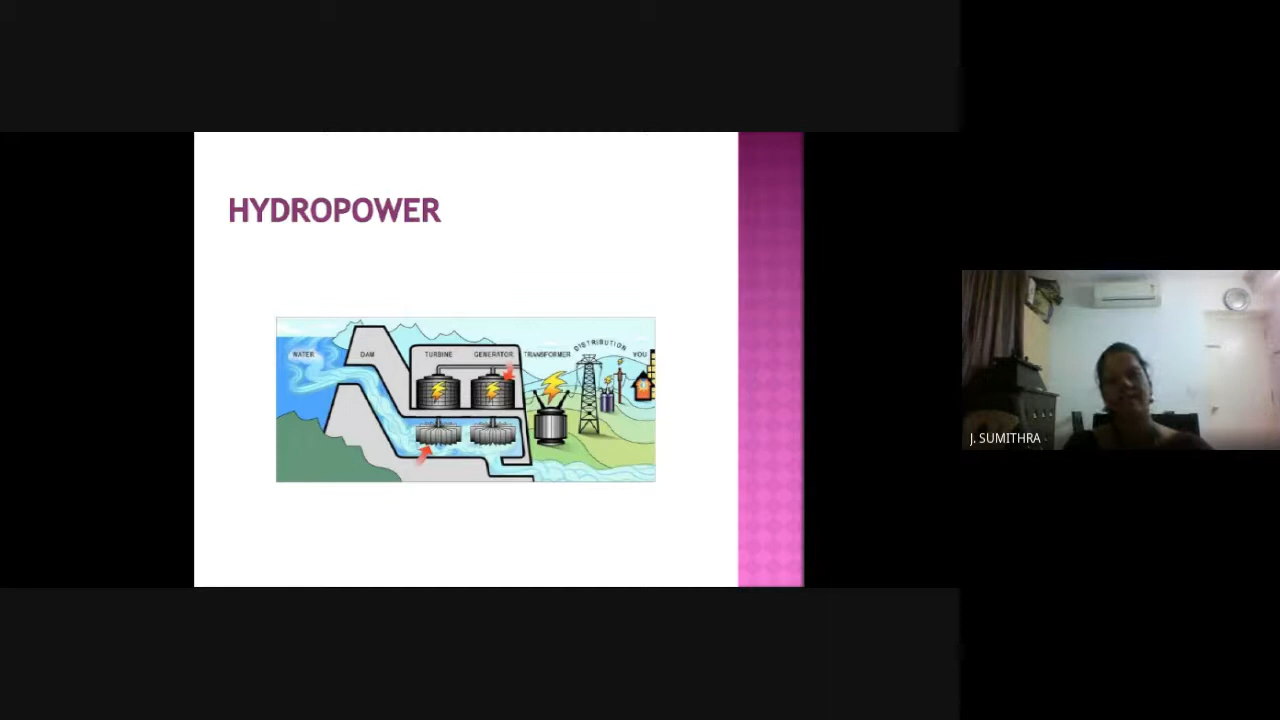 HYDROPOWER
WATER DAM TURBINE GENERATOR TRANSFORMER DISTRIBUTION YOU
J. SUMITHRA